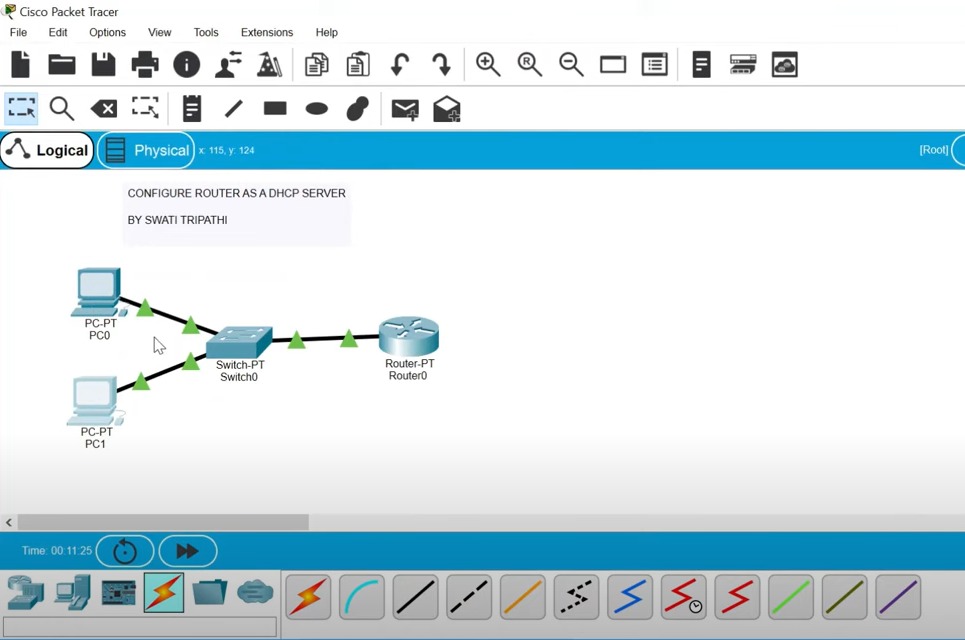 Cisco Packet Tracer
File Edit Options View Tools Extensions Help
Logical Physical x: 115, y: 124 [Root]
CONFIGURE ROUTER AS A DHCP SERVER
BY SWATI TRIPATHI
PC-PT
PC0
Switch-PT
Switch0
Router-PT
Router0
PC-PT
PC1
Time: 00:11:25